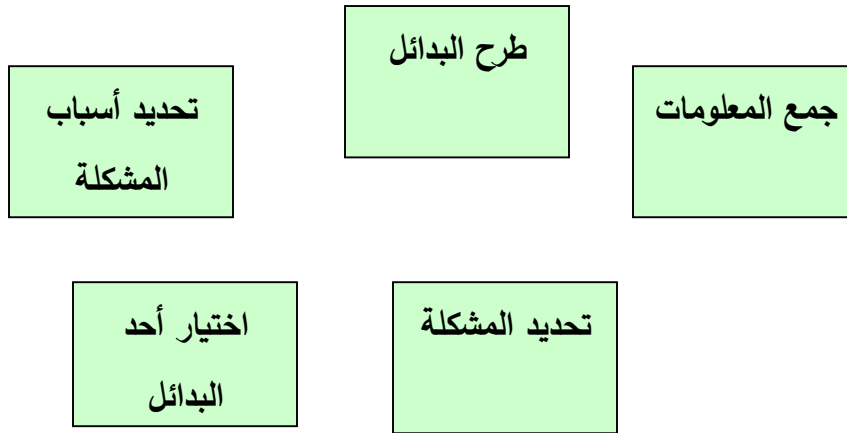 طرح البدائل
جمع المعلومات
تحديد أسباب
المشكلة
تحديد المشكلة
اختيار أحد
البدائل